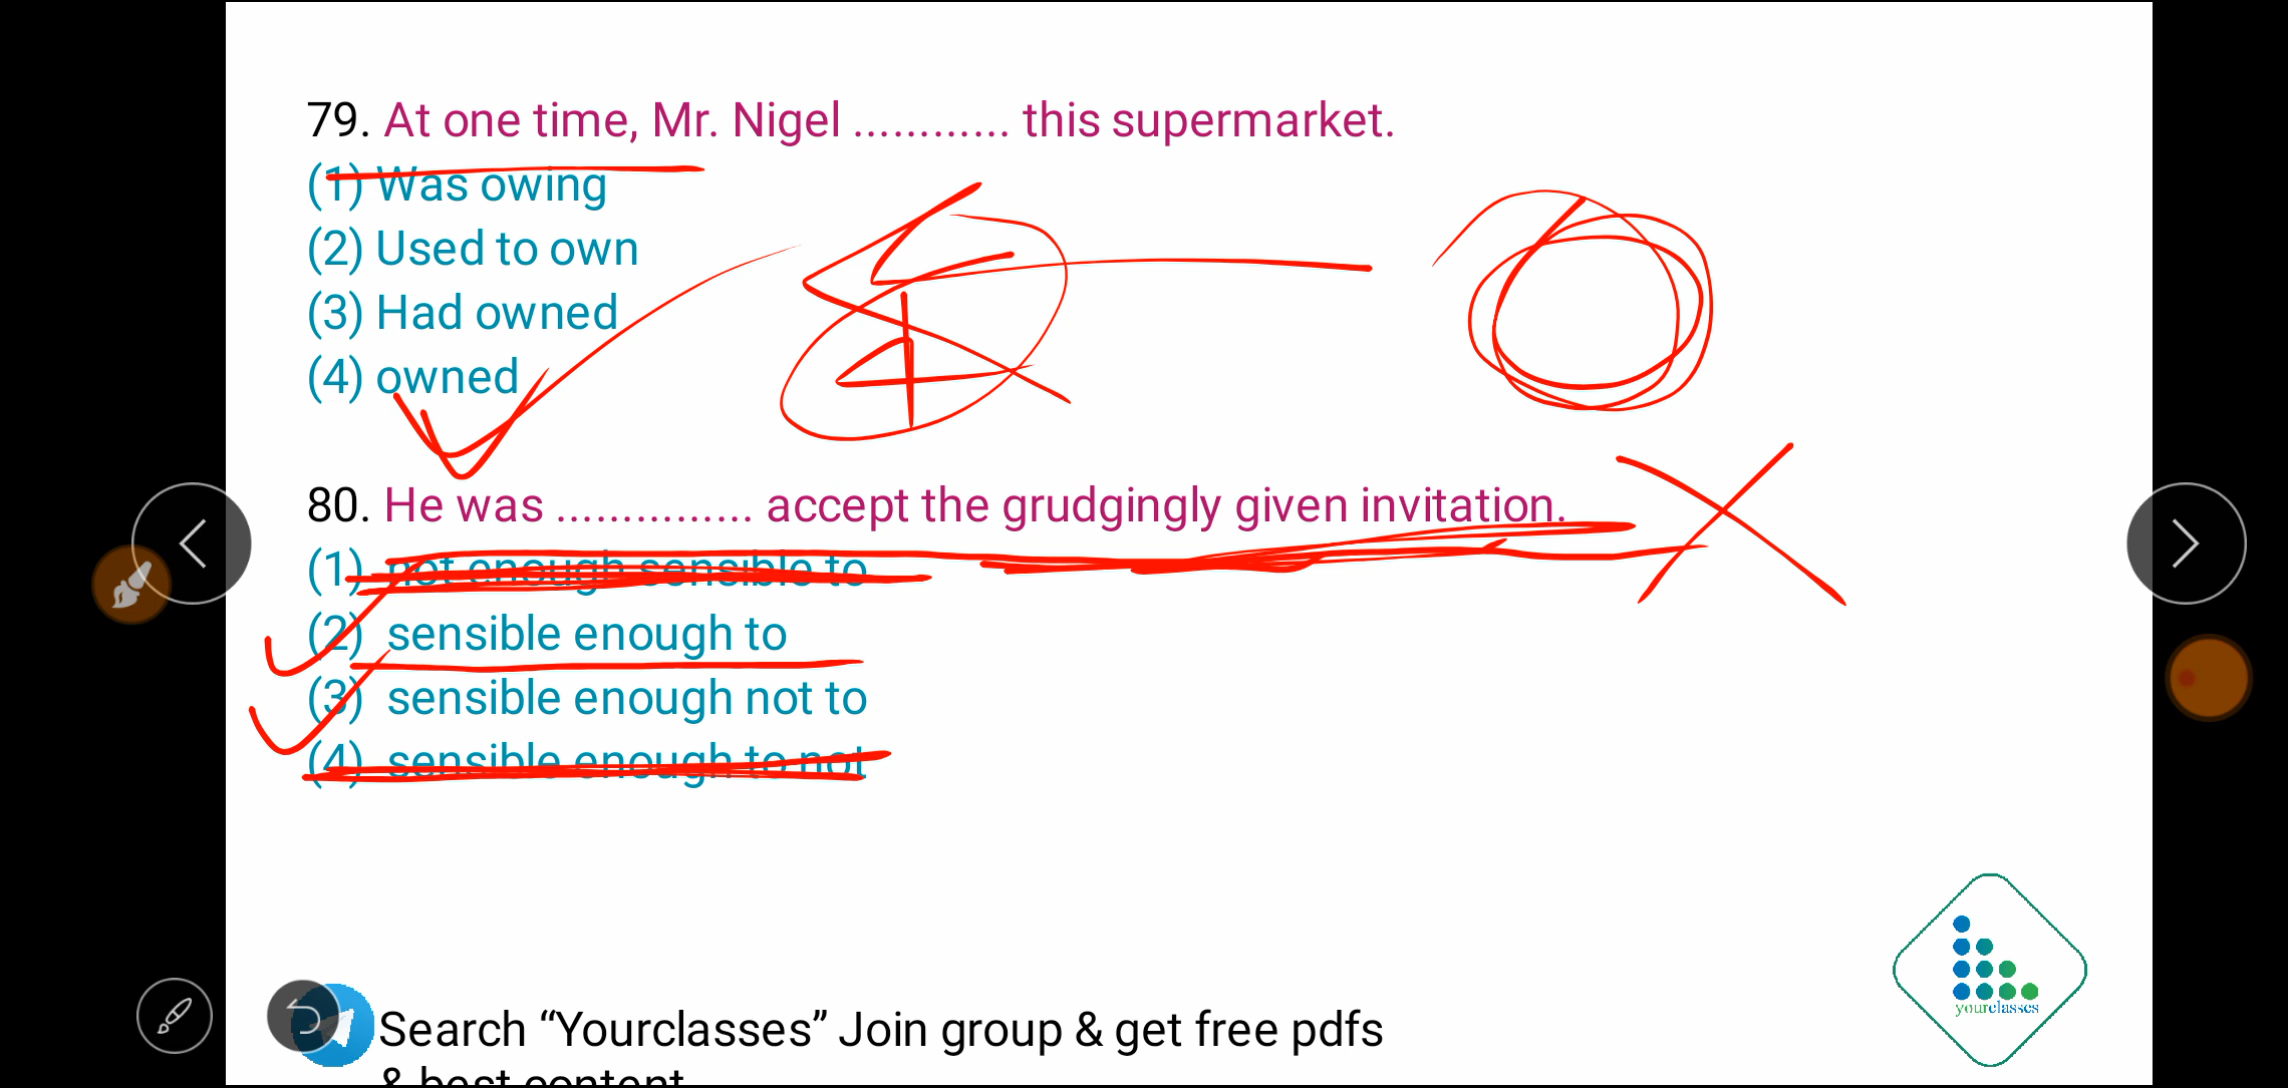 79. At one time, Mr. Nigel ............ this supermarket.
(1) Was owing
(2) Used to own
(3) Had owned
(4) owned
80. He was ............... accept the grudgingly given invitation.
(1) not enough sensible to
(2) sensible enough to
(3) sensible enough not to
(4) sensible enough to not
yourclasses
Search “Yourclasses” Join group & get free pdfs
& best content